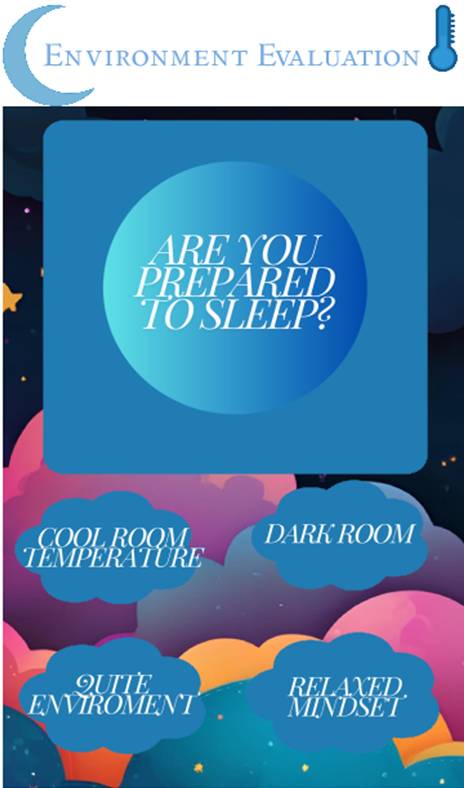 Environment Evaluation
ARE YOU
PREPARED
TO SLEEP?
COOL ROOM
TEMPERATURE
DARK ROOM
QUITE
ENVIROMENT
RELAXED
MINDSET